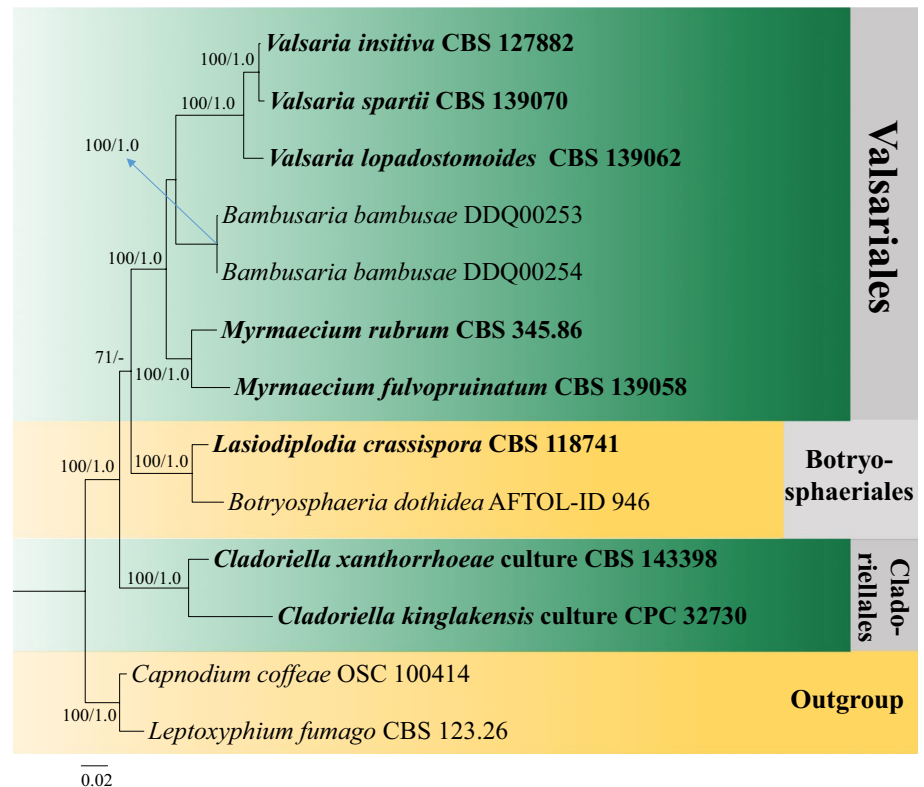 Valsaria insitiva CBS 127882
100/1.0
Valsaria spartii CBS 139070
100/1.0
Valsaria lopadostomoides CBS 139062
100/1.0
Bambusaria bambusae DDQ00253
100/1.0
Bambusaria bambusae DDQ00254
Myrmaecium rubrum CBS 345.86
71/-
100/1.0
Myrmaecium fulvopruinatum CBS 139058
Valsariales
Lasiodiplodia crassispora CBS 118741
100/1.0
100/1.0
Botryosphaeria dothidea AFTOL-ID 946
Botryo-
sphaeriales
Cladoriella xanthorrhoeae culture CBS 143398
100/1.0
Cladoriella kinglakensis culture CPC 32730
Clado-
riellales
Capnodium coffeae OSC 100414
100/1.0
Leptoxyphium fumago CBS 123.26
Outgroup
0.02